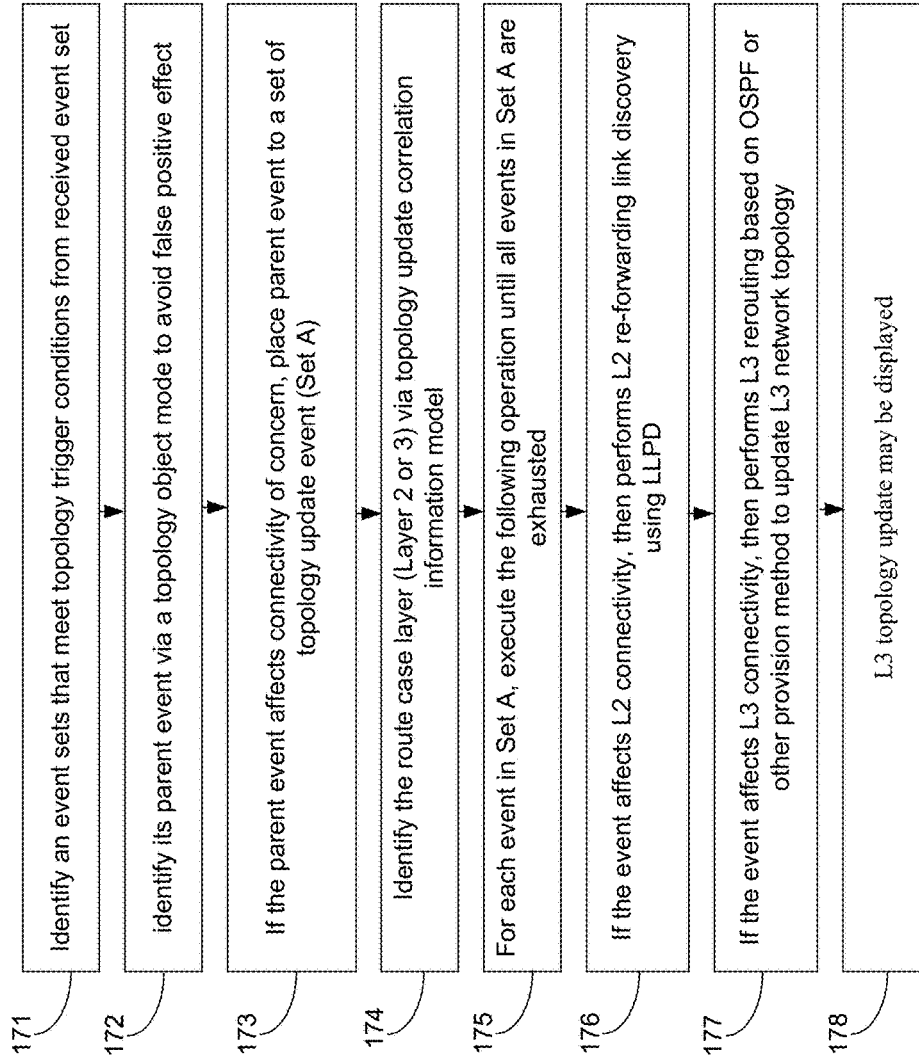 171
Identify an event sets that meet topology trigger conditions from received event set
172
identify its parent event via a topology object mode to avoid false positive effect
173
If the parent event affects connectivity of concern, place parent event to a set of
topology update event (Set A)
174
Identify the route case layer (Layer 2 or 3) via topology update correlation
information model
175
For each event in Set A, execute the following operation until all events in Set A are
exhausted
176
If the event affects L2 connectivity, then performs L2 re-forwarding link discovery
using LLPD
177
If the event affects L3 connectivity, then performs L3 rerouting based on OSPF or
other provision method to update L3 network topology
178
L3 topology update may be displayed